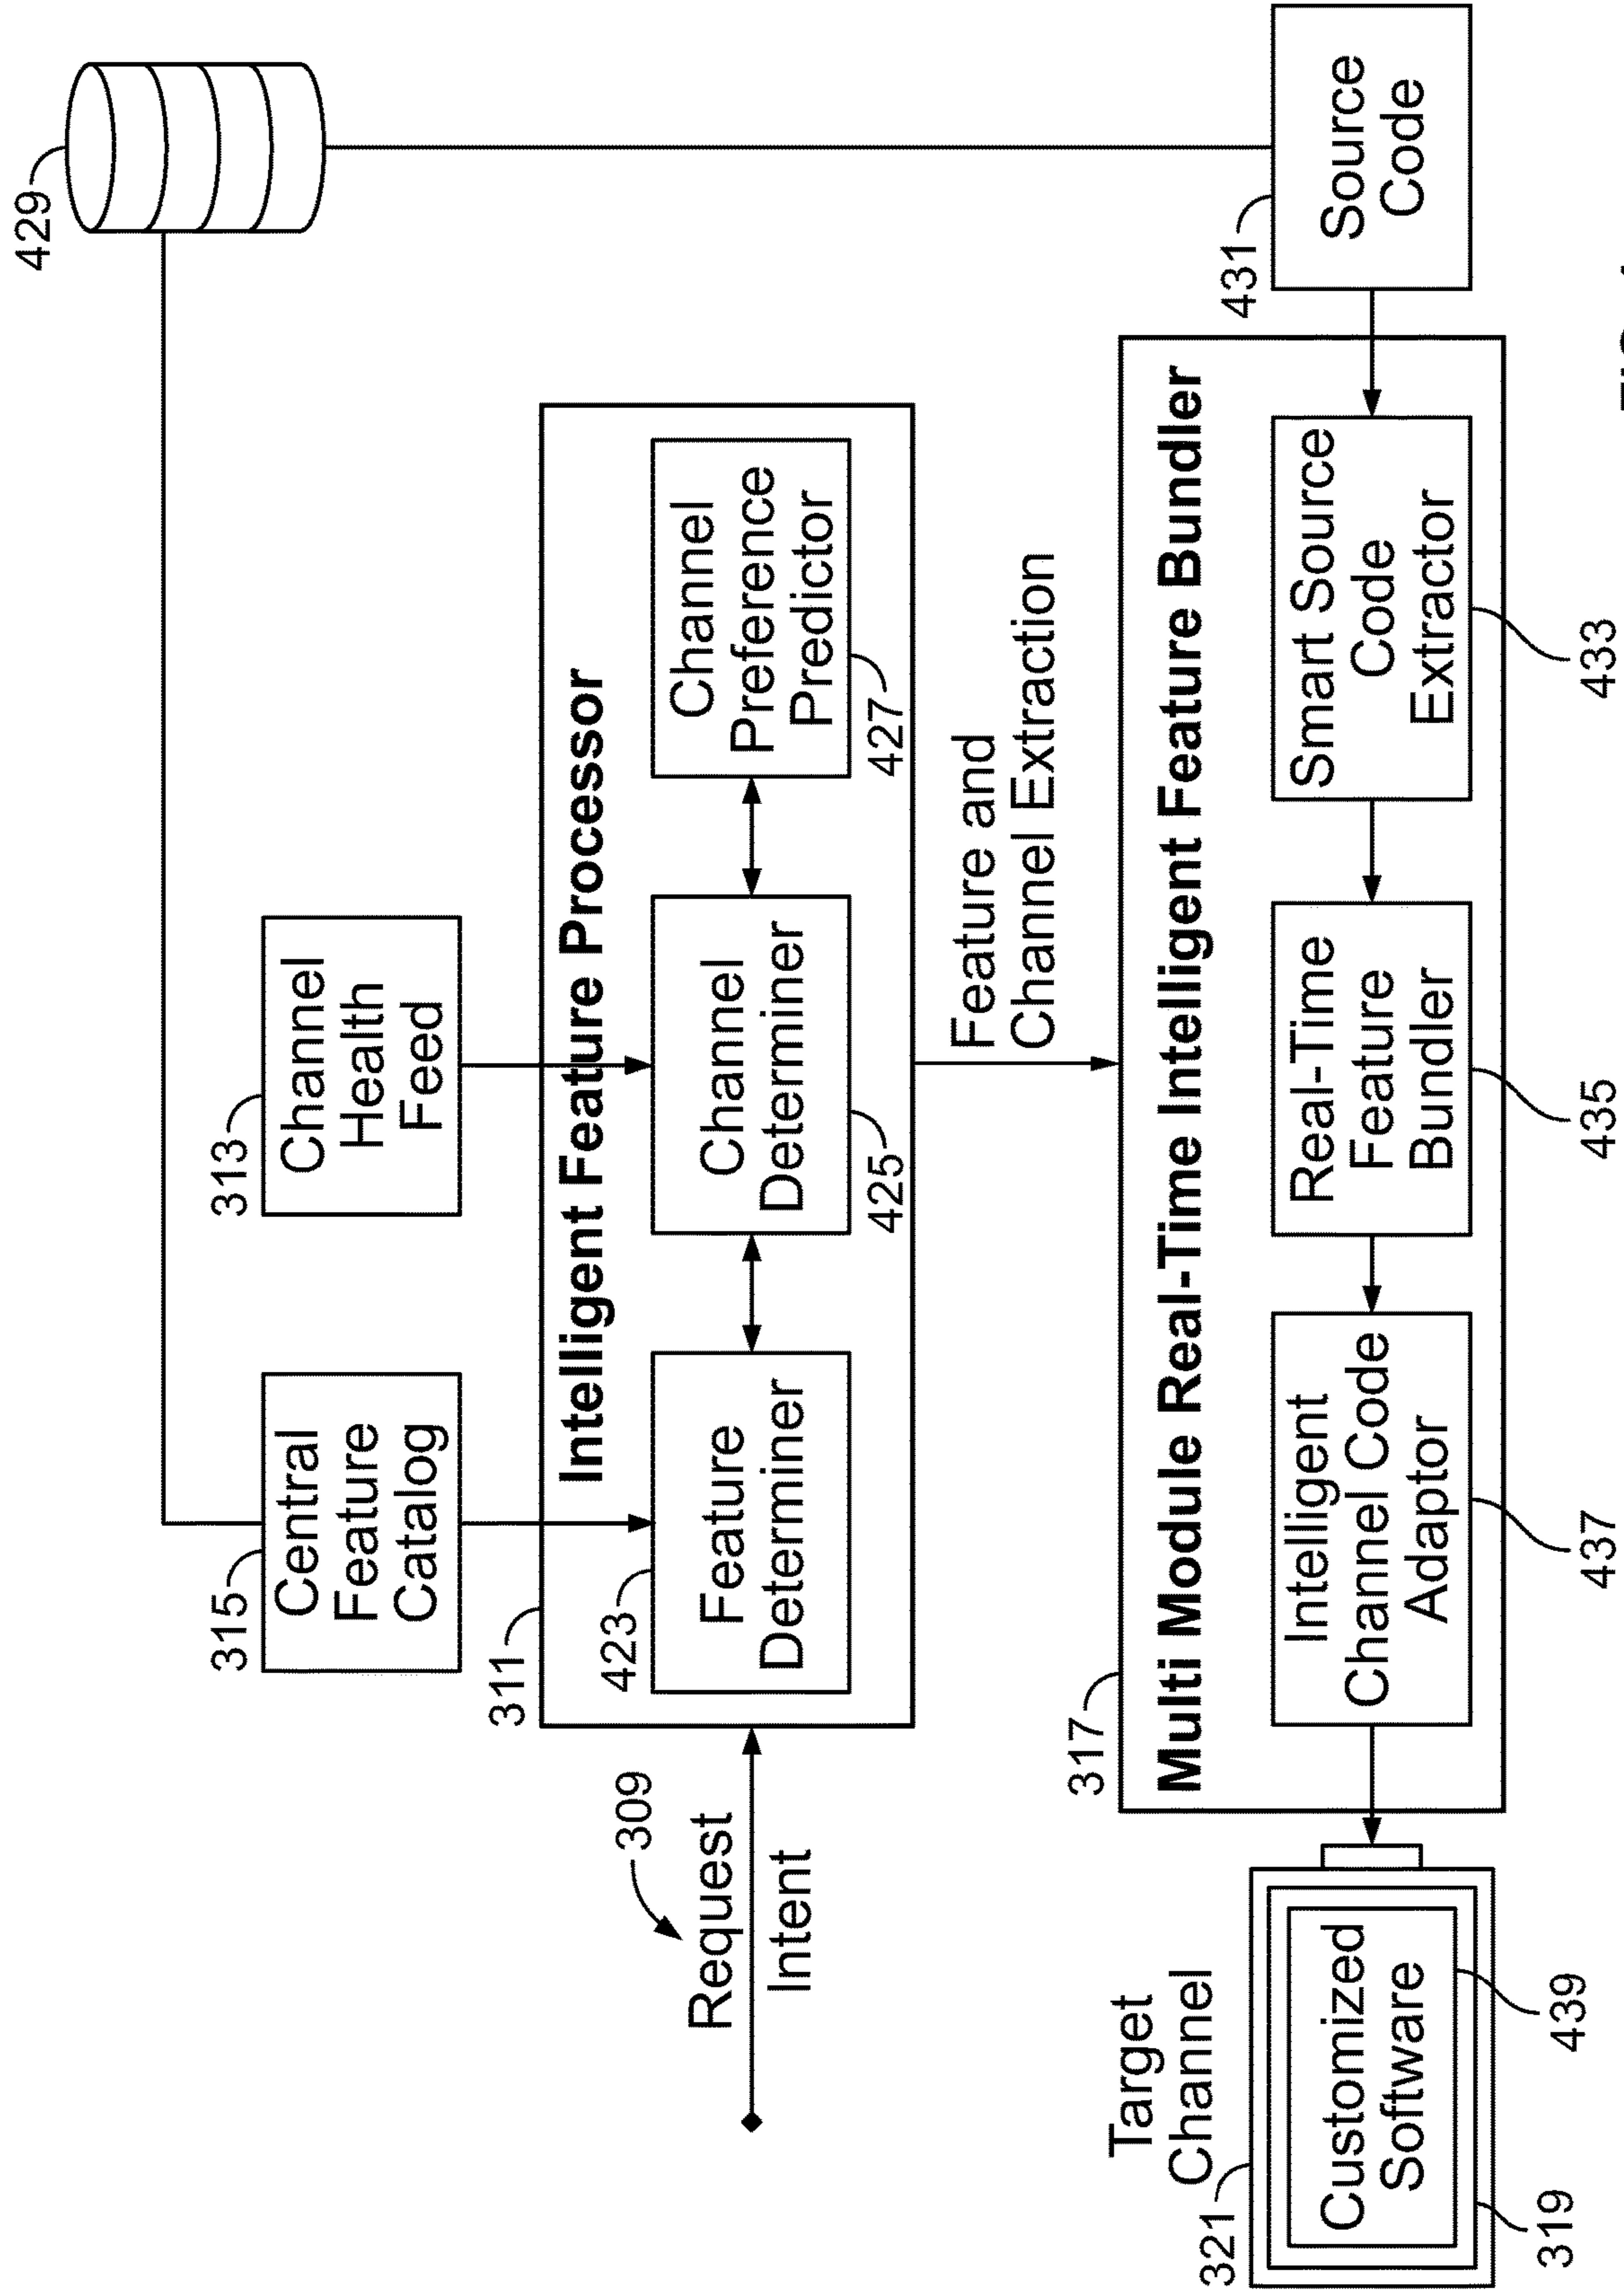 429
315
Central
Feature
Catalog
313
Channel
Health
Feed
311
Intelligent Feature Processor
309
Request
Intent
423
Feature
Determiner
Channel
Determiner
425
Channel
Preference
Predictor
427
Feature and
Channel Extraction
317
Multi Module Real-Time Intelligent Feature Bundler
Target
Channel
321
Customized
Software
319
439
Intelligent
Channel Code
Adaptor
437
Real-Time
Feature
Bundler
435
Smart Source
Code
Extractor
433
431
Source
Code